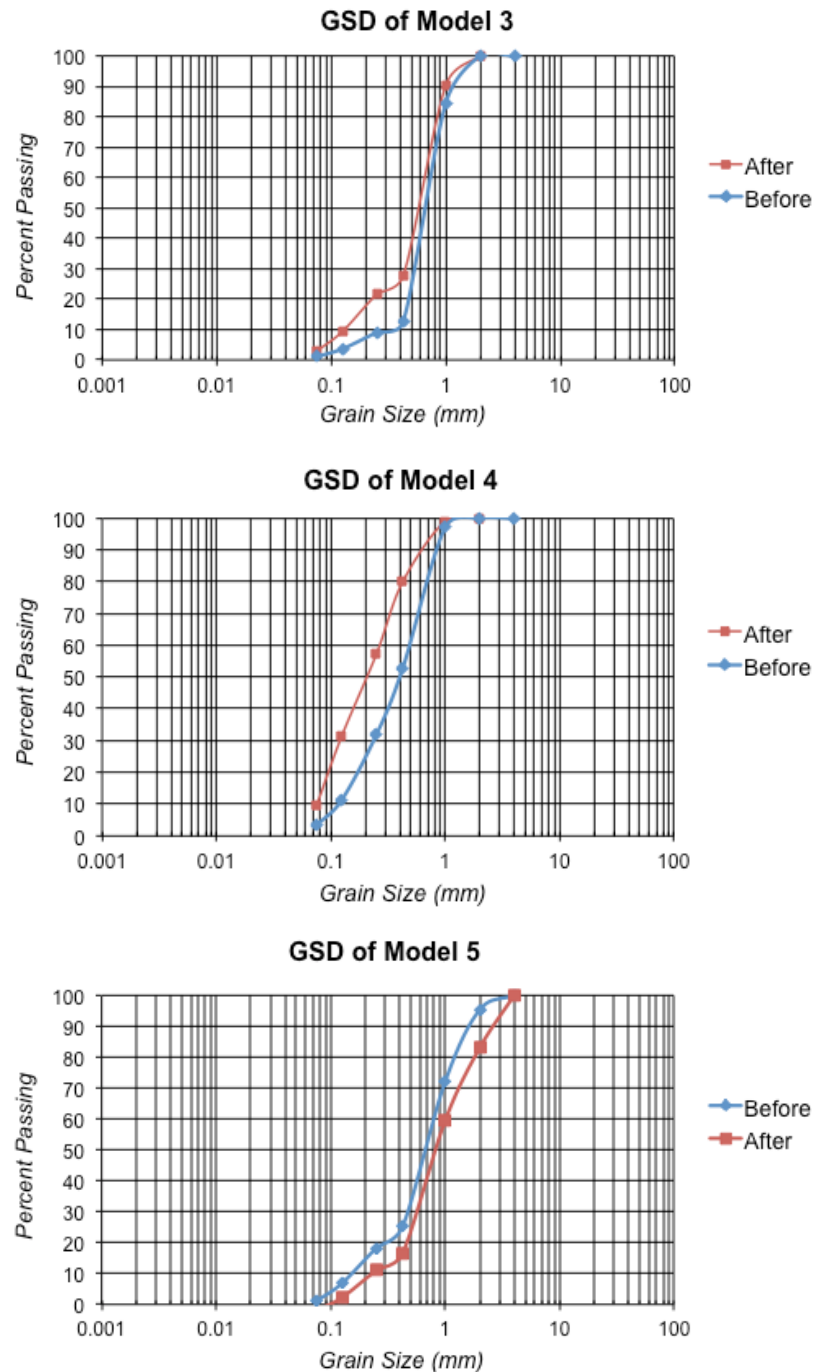 GSD of Model 3
100
90
80
70
60
50
40
30
20
10
0
Percent Passing
0.001 0.01 0.1 1 10 100
Grain Size (mm)
After
Before
GSD of Model 4
100
90
80
70
60
50
40
30
20
10
0
Percent Passing
0.001 0.01 0.1 1 10 100
Grain Size (mm)
After
Before
GSD of Model 5
100
90
80
70
60
50
40
30
20
10
0
Percent Passing
0.001 0.01 0.1 1 10 100
Grain Size (mm)
Before
After